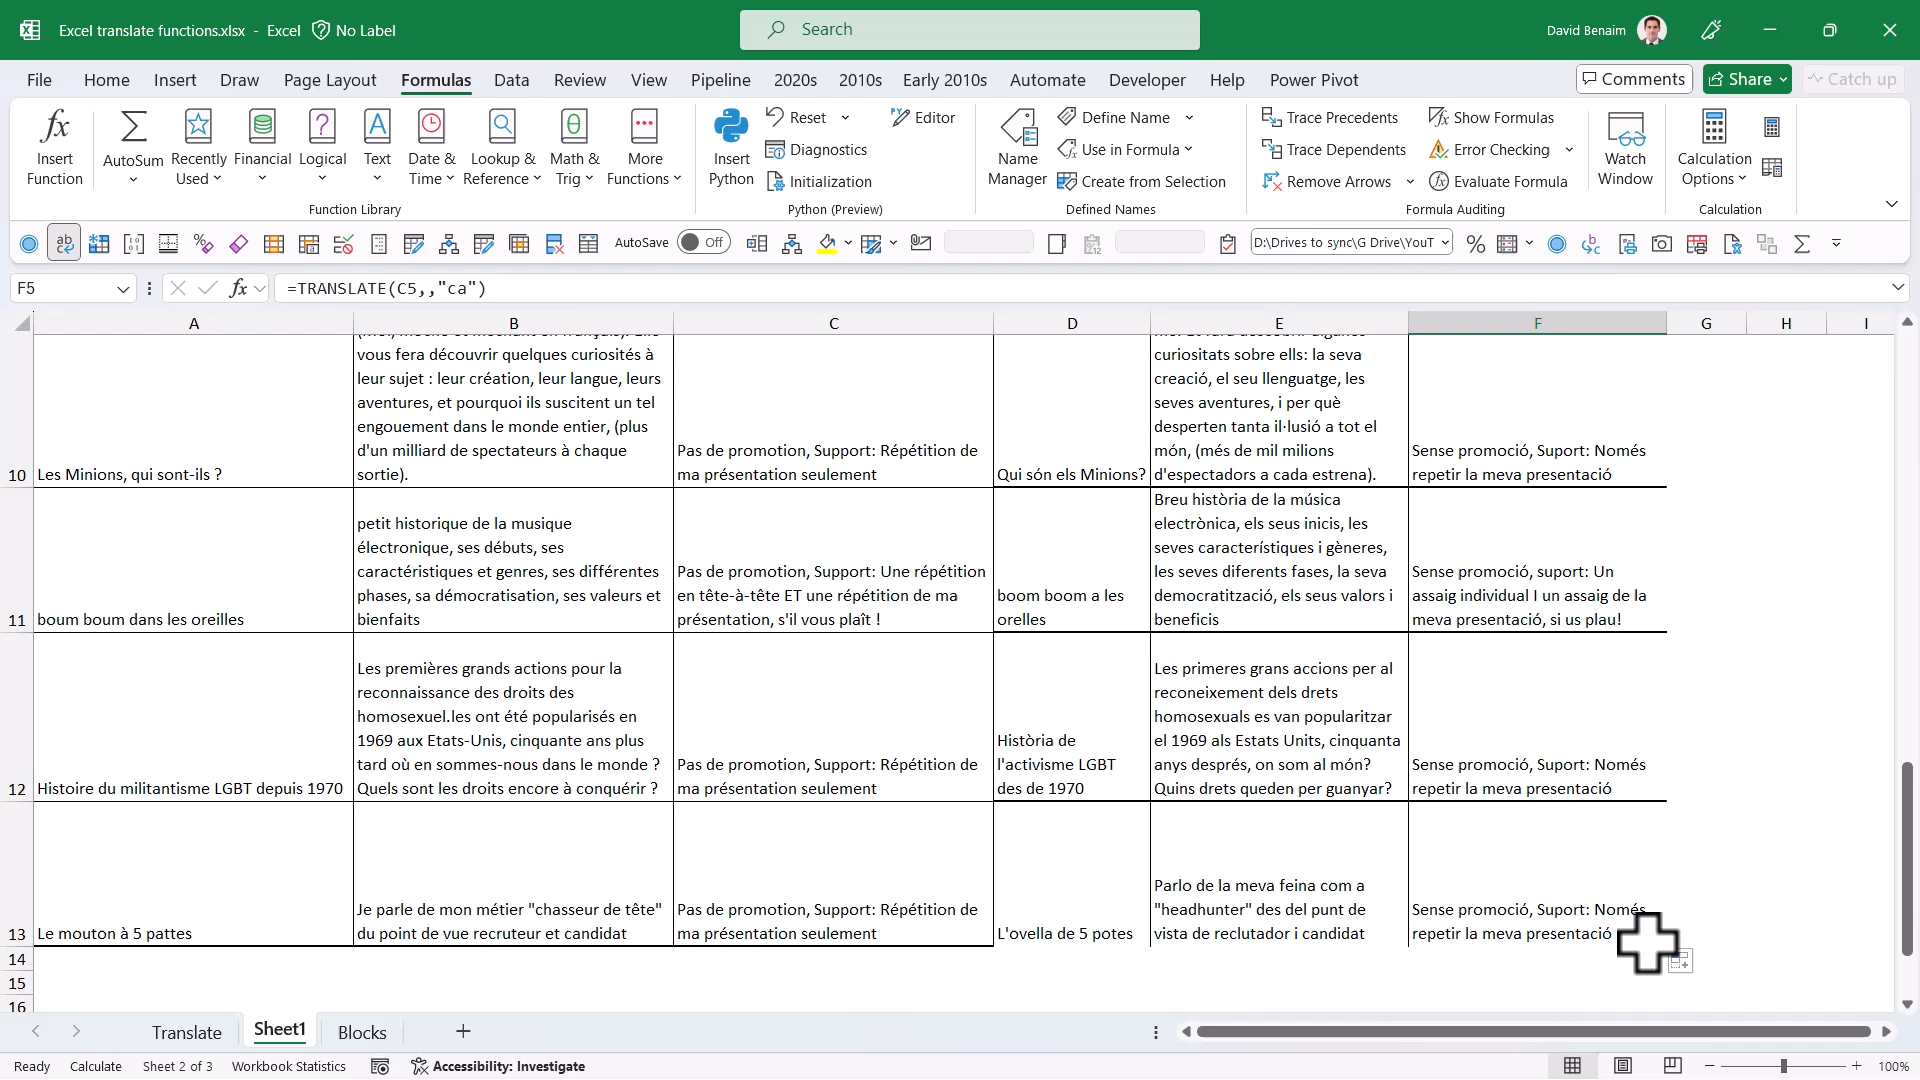 Excel translate functions.xlsx - Excel No Label
Search
David Benaim
File Home Insert Draw Page Layout Formulas Data Review View Pipeline 2020s 2010s Early 2010s Automate Developer Help Power Pivot
Comments Share Catch up
Insert
Function
AutoSum
Recently
Used
Financial
Logical
Text
Date &
Time
Lookup &
Reference
Math &
Trig
More
Functions
Function Library
Insert
Python
Reset
Editor
Diagnostics
Initialization
Python (Preview)
Name
Manager
Define Name
Use in Formula
Create from Selection
Defined Names
Trace Precedents
Trace Dependents
Remove Arrows
Show Formulas
Error Checking
Evaluate Formula
Formula Auditing
Watch
Window
Calculation
Options
Calculation
AutoSave Off
D:\Drives to sync\G Drive\YouT
F5
fx
=TRANSLATE(C5,,"ca")
A B C D E F G H I
10
Les Minions, qui sont-ils ?
vous fera découvrir quelques curiosités à
leur sujet : leur création, leur langue, leurs
aventures, et pourquoi ils suscitent un tel
engouement dans le monde entier, (plus
d'un milliard de spectateurs à chaque
sortie).
Pas de promotion, Support: Répétition de
ma présentation seulement
Qui són els Minions?
curiositats sobre ells: la seva
creació, el seu llenguatge, les
seves aventures, i per què
desperten tanta il·lusió a tot el
món, (més de mil milions
d'espectadors a cada estrena).
Sense promoció, Suport: Només
repetir la meva presentació
11
boum boum dans les oreilles
petit historique de la musique
électronique, ses débuts, ses
caractéristiques et genres, ses différentes
phases, sa démocratisation, ses valeurs et
bienfaits
Pas de promotion, Support: Une répétition
en tête-à-tête ET une répétition de ma
présentation, s'il vous plaît !
boom boom a les
orelles
Breu història de la música
electrònica, els seus inicis, les
seves característiques i gèneres,
les seves diferents fases, la seva
democratització, els seus valors i
beneficis
Sense promoció, suport: Un
assaig individual I un assaig de la
meva presentació, si us plau!
12
Histoire du militantisme LGBT depuis 1970
Les premières grands actions pour la
reconnaissance des droits des
homosexuel.les ont été popularisés en
1969 aux Etats-Unis, cinquante ans plus
tard où en sommes-nous dans le monde ?
Quels sont les droits encore à conquérir ?
Pas de promotion, Support: Répétition de
ma présentation seulement
Història de
l'activisme LGBT
des de 1970
Les primeres grans accions per al
reconeixement dels drets
homosexuals es van popularitzar
el 1969 als Estats Units, cinquanta
anys després, on som al món?
Quins drets queden per guanyar?
Sense promoció, Suport: Només
repetir la meva presentació
13
Le mouton à 5 pattes
Je parle de mon métier "chasseur de tête"
du point de vue recruteur et candidat
Pas de promotion, Support: Répétition de
ma présentation seulement
L'ovella de 5 potes
Parlo de la meva feina com a
"headhunter" des del punt de
vista de reclutador i candidat
Sense promoció, Suport: Només
repetir la meva presentació
14
15
16
Translate Sheet1 Blocks
Ready Calculate Sheet 2 of 3 Workbook Statistics Accessibility: Investigate
100%